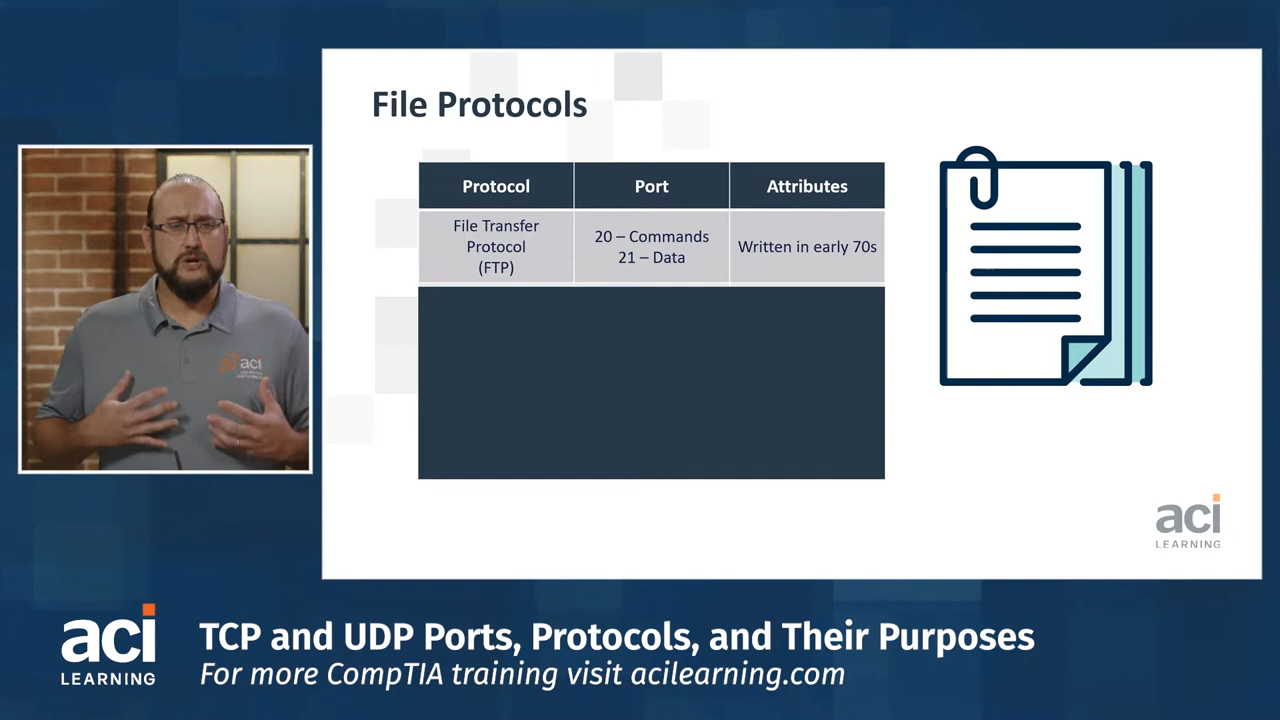 File Protocols
Protocol
Port
Attributes
File Transfer
Protocol
(FTP)
20 – Commands
21 – Data
Written in early 70s
aci
aci
LEARNING
aci
LEARNING
TCP and UDP Ports, Protocols, and Their Purposes
For more CompTIA training visit acilearning.com